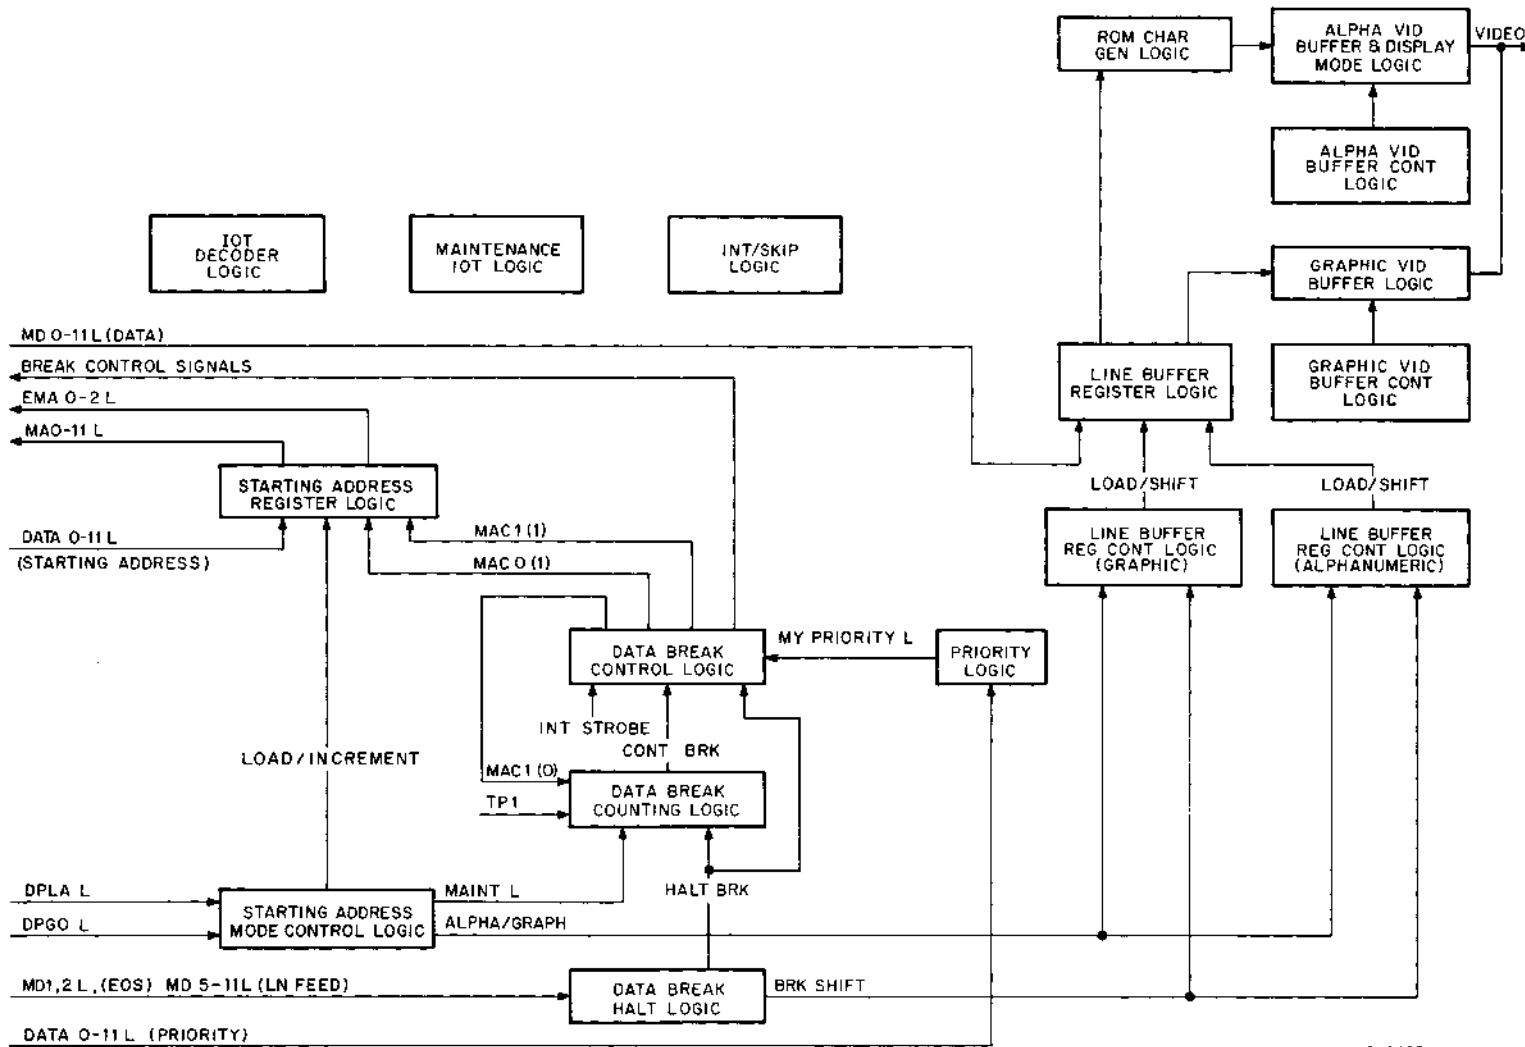 ROM CHAR
GEN LOGIC
ALPHA VID
BUFFER & DISPLAY
MODE LOGIC
VIDEO
ALPHA VID
BUFFER CONT
LOGIC
IOT
DECODER
LOGIC
MAINTENANCE
IOT LOGIC
INT/SKIP
LOGIC
GRAPHIC VID
BUFFER LOGIC
MD 0-11 L (DATA)
BREAK CONTROL SIGNALS
EMA 0-2 L
MA0-11 L
LINE BUFFER
REGISTER LOGIC
GRAPHIC VID
BUFFER CONT
LOGIC
STARTING ADDRESS
REGISTER LOGIC
LOAD/SHIFT
LOAD/SHIFT
DATA 0-11 L
(STARTING ADDRESS)
MAC 1 (1)
MAC 0 (1)
LINE BUFFER
REG CONT LOGIC
(GRAPHIC)
LINE BUFFER
REG CONT LOGIC
(ALPHANUMERIC)
DATA BREAK
CONTROL LOGIC
MY PRIORITY L
PRIORITY
LOGIC
INT STROBE
CONT BRK
LOAD/INCREMENT
MAC 1 (0)
TP1
DATA BREAK
COUNTING LOGIC
DPLA L
DPGO L
STARTING ADDRESS
MODE CONTROL LOGIC
MAINT L
ALPHA/GRAPH
HALT BRK
MD1,2 L, (EOS) MD 5-11L (LN FEED)
DATA BREAK
HALT LOGIC
BRK SHIFT
DATA 0-11 L (PRIORITY)